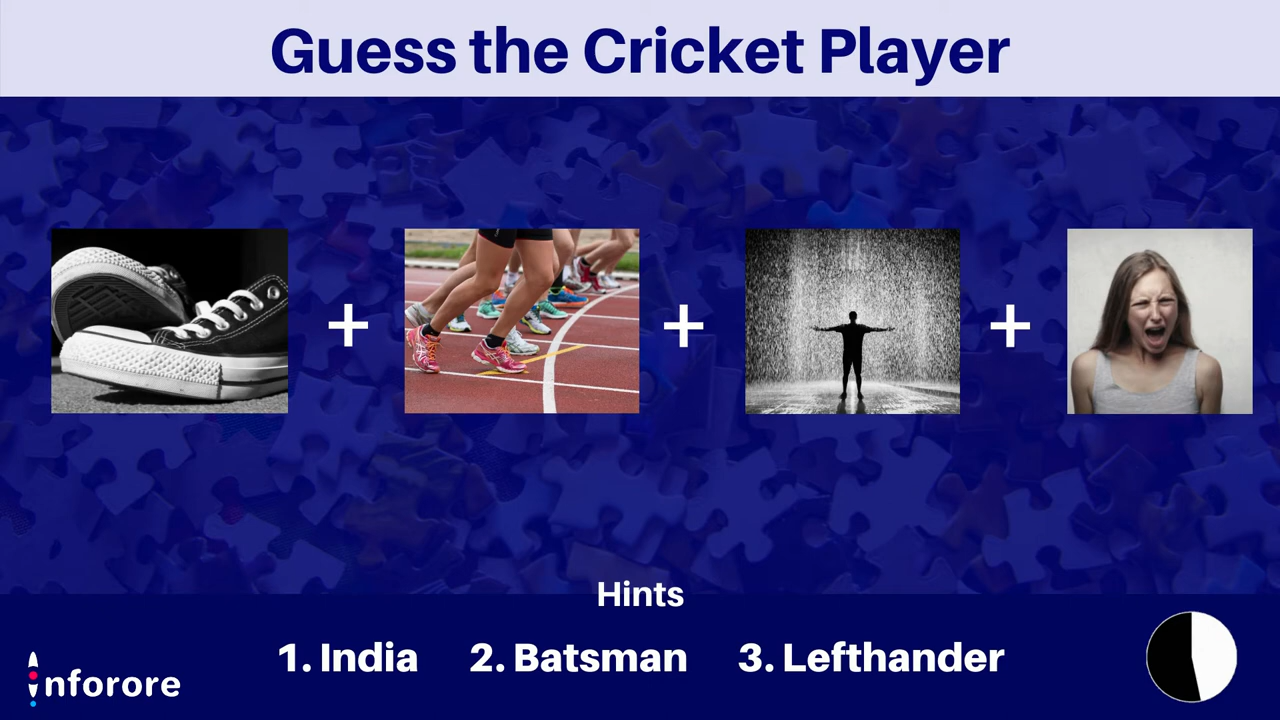 Guess the Cricket Player
+ + +
Hints
1. India 2. Batsman 3. Lefthander
inforore